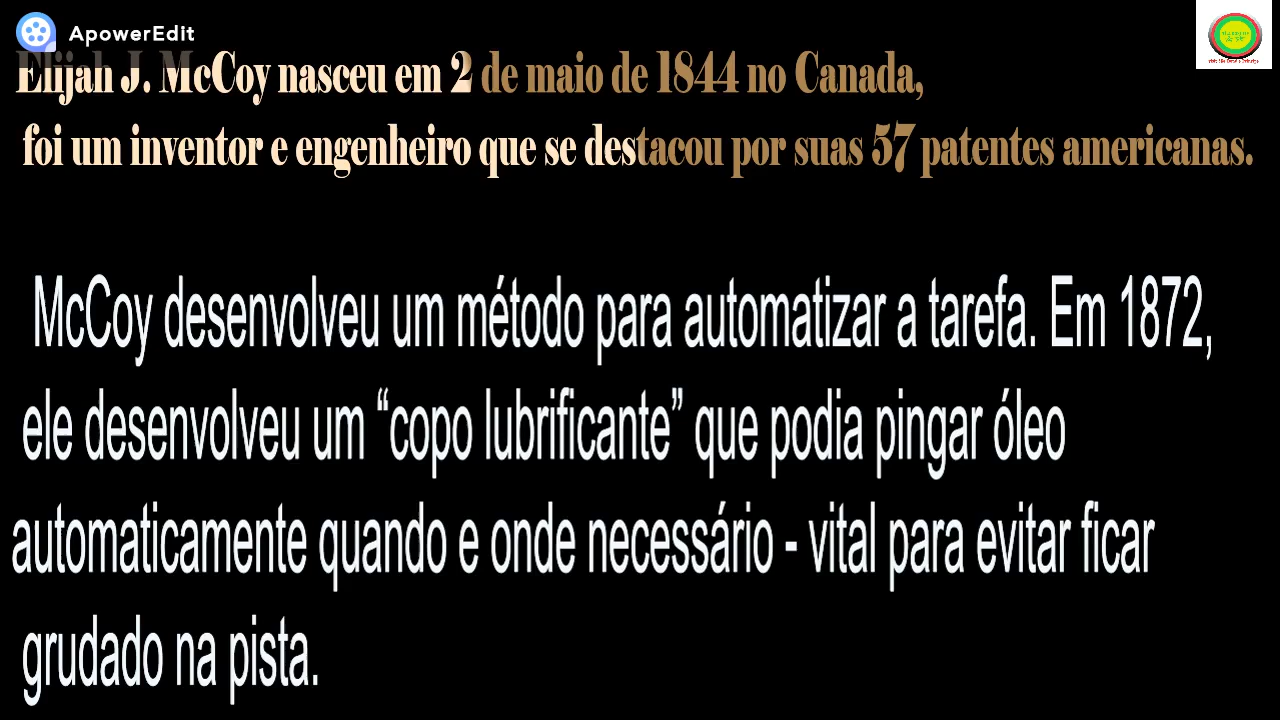 ApowerEdit
Elijah J. McCoy nasceu em 2 de maio de 1844 no Canada,
foi um inventor e engenheiro que se destacou por suas 57 patentes americanas.
McCoy desenvolveu um método para automatizar a tarefa. Em 1872,
ele desenvolveu um “copo lubrificante” que podia pingar óleo
automaticamente quando e onde necessário - vital para evitar ficar
grudado na pista.